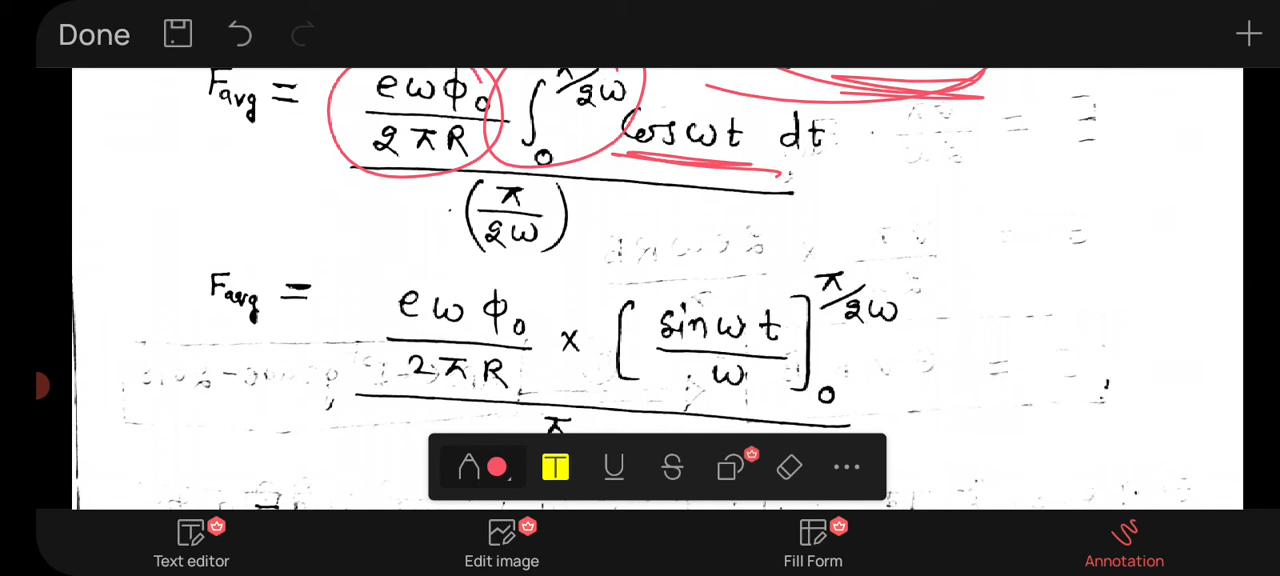 Done
Favg = eωϕ₀ / 2πR ∫₀^π/2ω Cosωt dt
(π/2ω)
Favg = eωϕ₀ / 2πR × [sinωt / ω]₀^π/2ω
π
T
Text editor
Edit image
Fill Form
Annotation